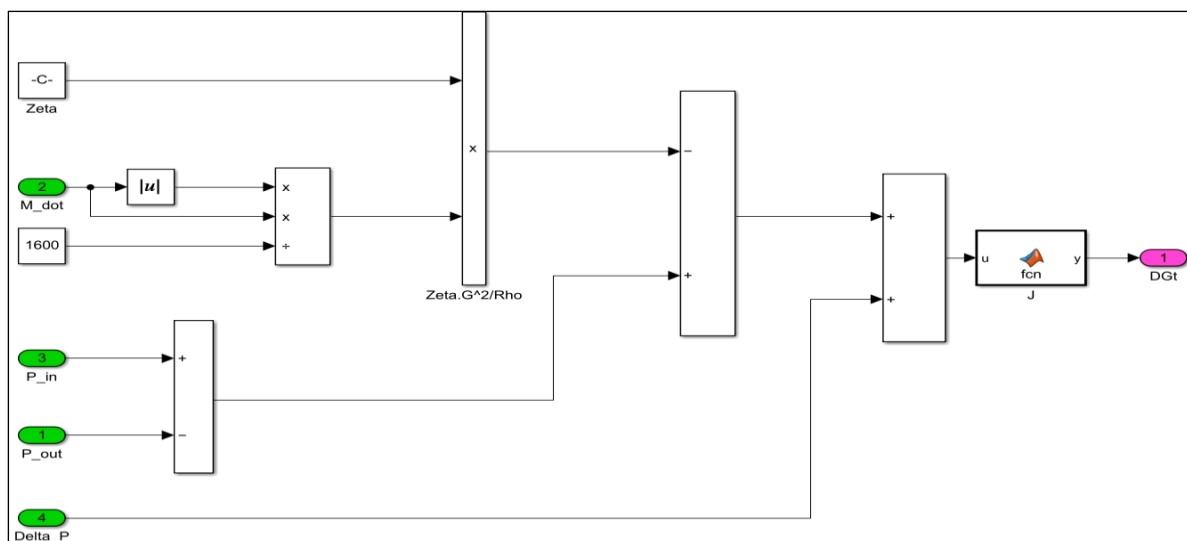 -C-
Zeta
2
M_dot
|u|
1600
x
x
÷
x
Zeta.G^2/Rho
3
P_in
1
P_out
+
−
4
Delta_P
−
+
+
+
u fcn y
J
1
DGt